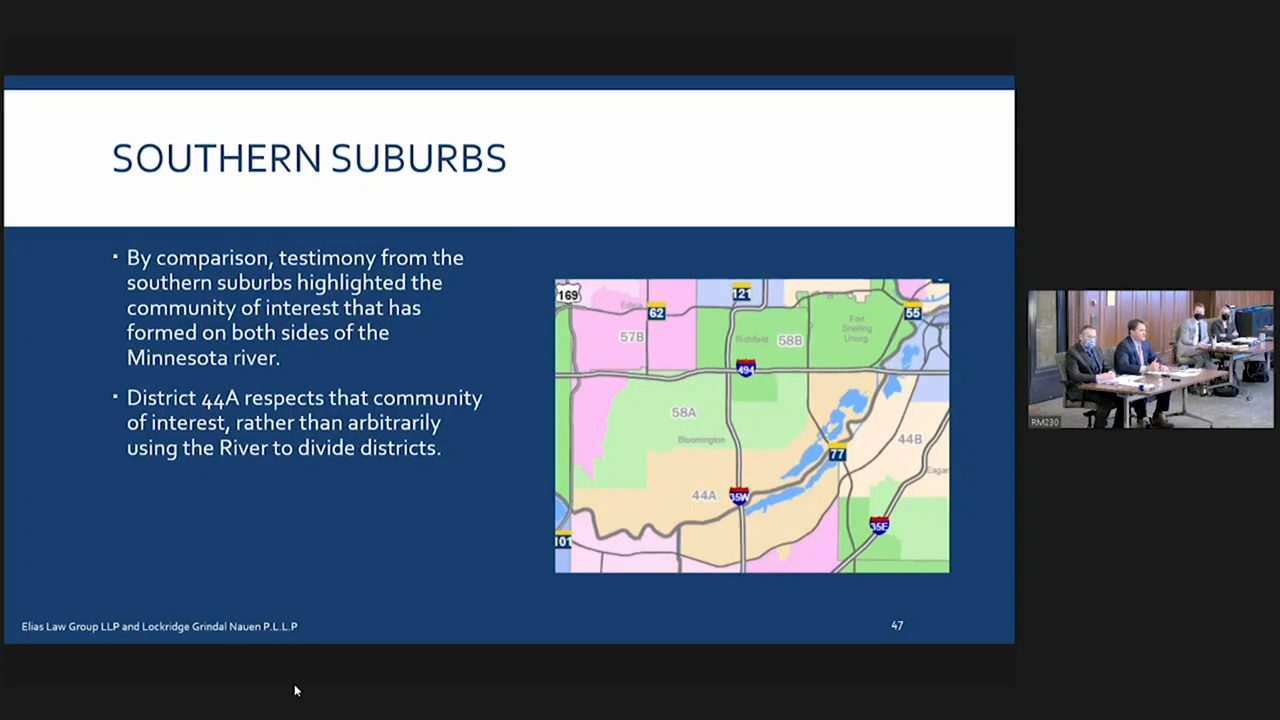 SOUTHERN SUBURBS
▪ By comparison, testimony from the
southern suburbs highlighted the
community of interest that has
formed on both sides of the
Minnesota river.
▪ District 44A respects that community
of interest, rather than arbitrarily
using the River to divide districts.
169
Edina
62
121
55
57B
Richfield
58B
Fort
Snelling
Unorg.
494
58A
Bloomington
44B
77
Eagan
44A
35W
35E
101
RM230
Elias Law Group LLP and Lockridge Grindal Nauen P.L.L.P
47